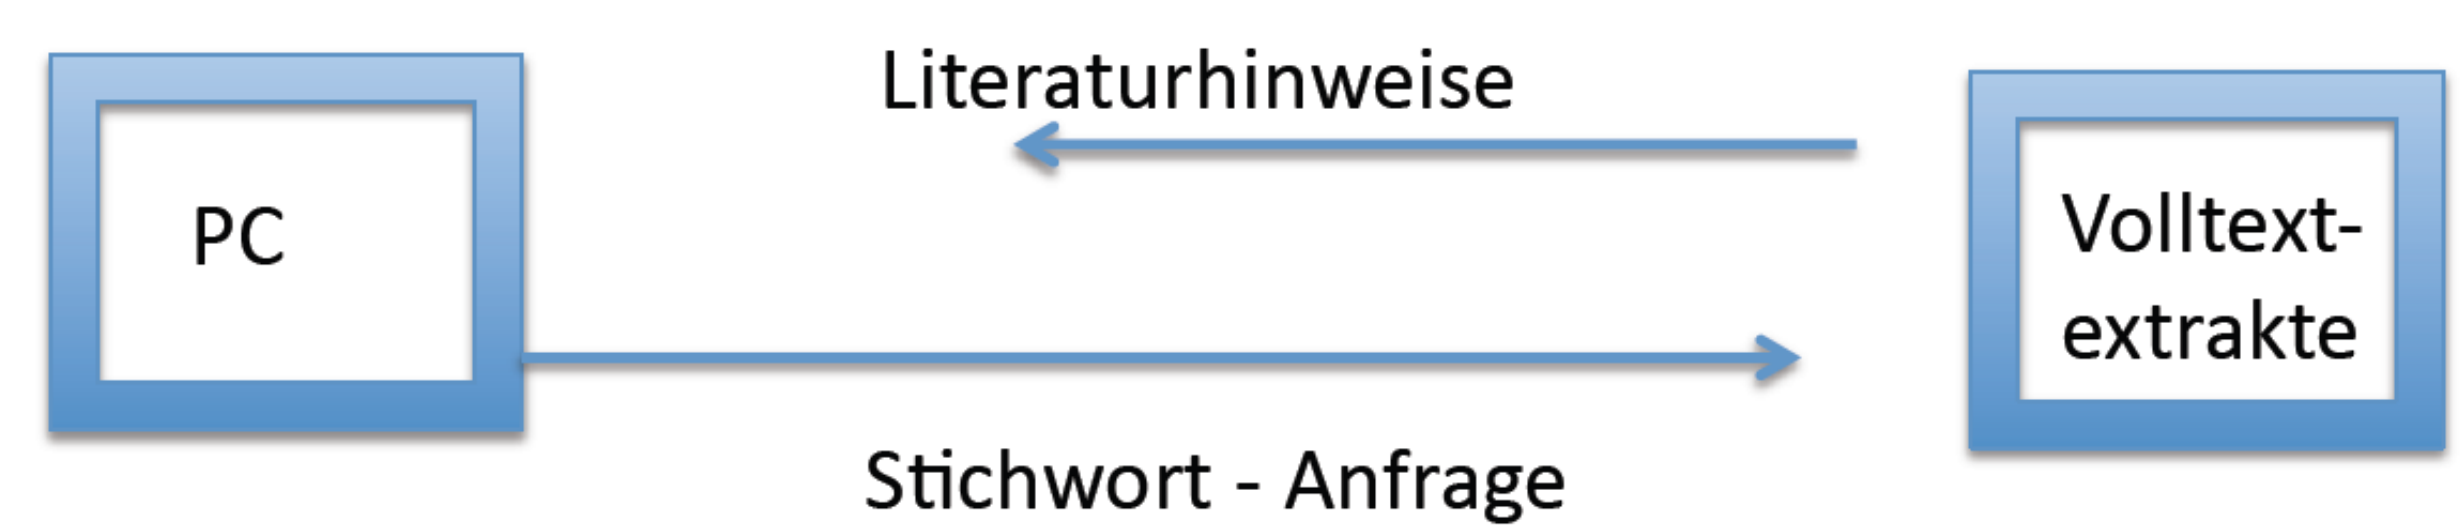 Literaturhinweise
PC
Volltext-
extrakte
Stichwort - Anfrage